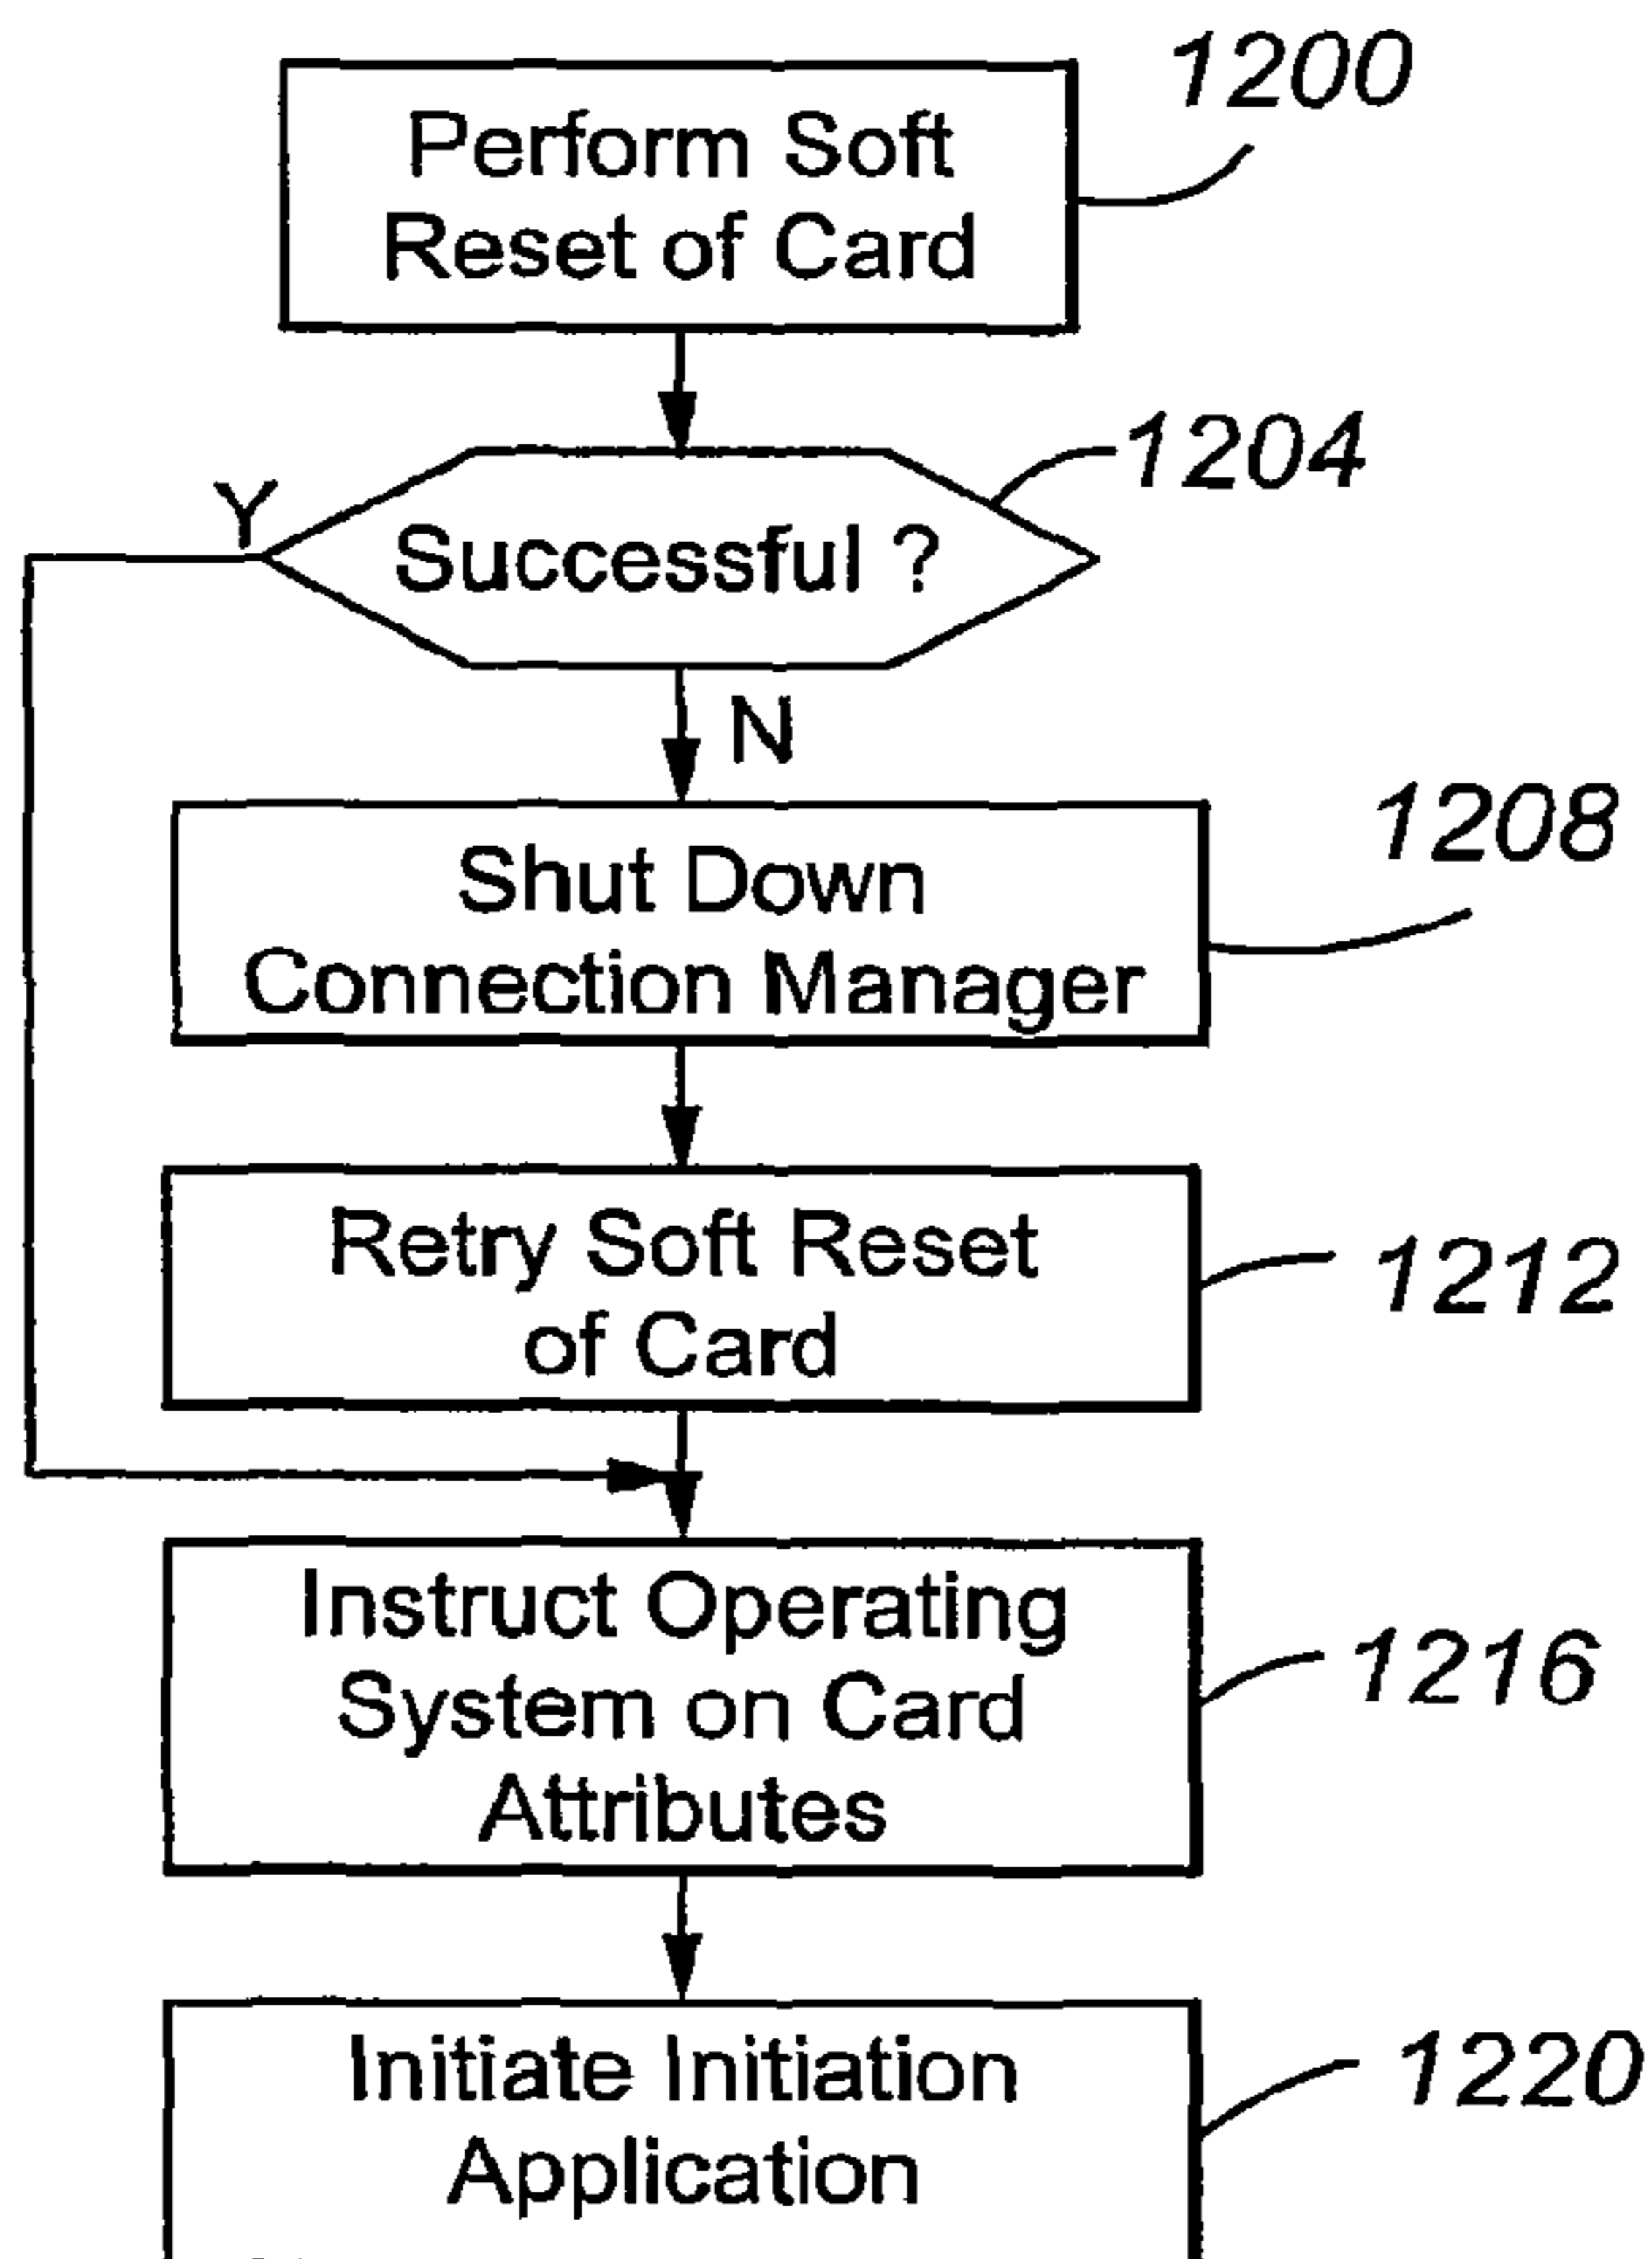 1200
Perform Soft
Reset of Card
1204
Y
Successful ?
N
1208
Shut Down
Connection Manager
Retry Soft Reset
1212
of Card
Instruct Operating
1216
System on Card
Attributes
Initiate Initiation
1220
Application